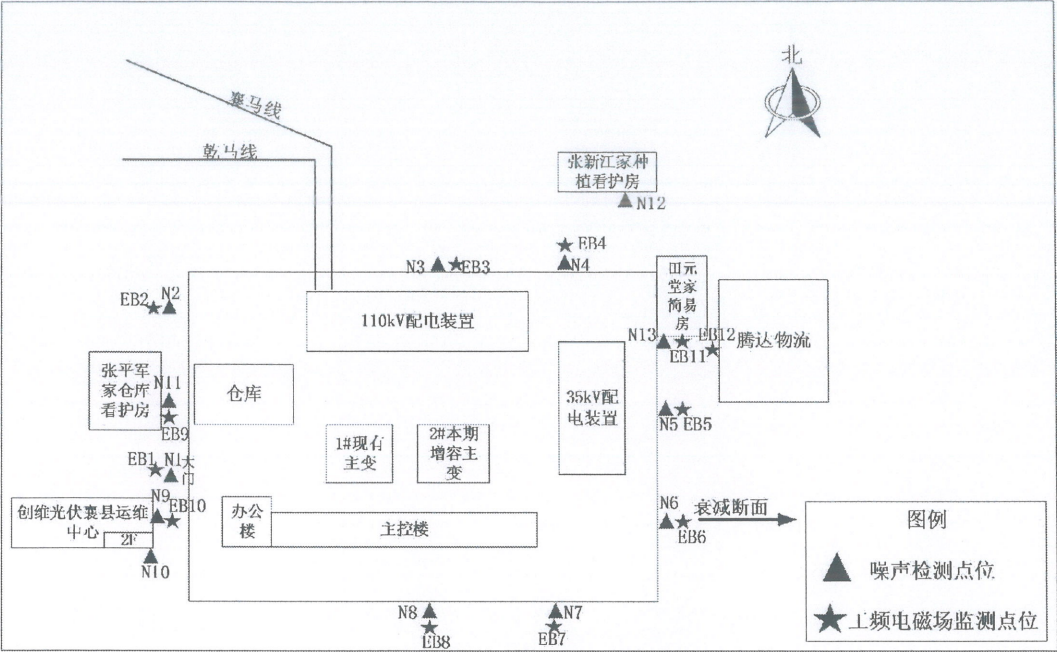 北
襄马线
乾马线
张新江家种
植看护房
N12
EB4
N3
EB3
N4
田元
堂家
简易
房
EB2
N2
110kV配电装置
N13
EB12
EB11
腾达物流
张平军
家仓库
看护房
N11
EB9
仓库
35kV配
电装置
N5
EB5
1#现有
主变
2#本期
增容主
变
EB1
N1
大
门
N9
EB10
创维光伏襄县运维
中心
2F
N10
办公
楼
主控楼
N6
EB6
衰减断面
图例
噪声检测点位
工频电磁场监测点位
N8
EB8
N7
EB7